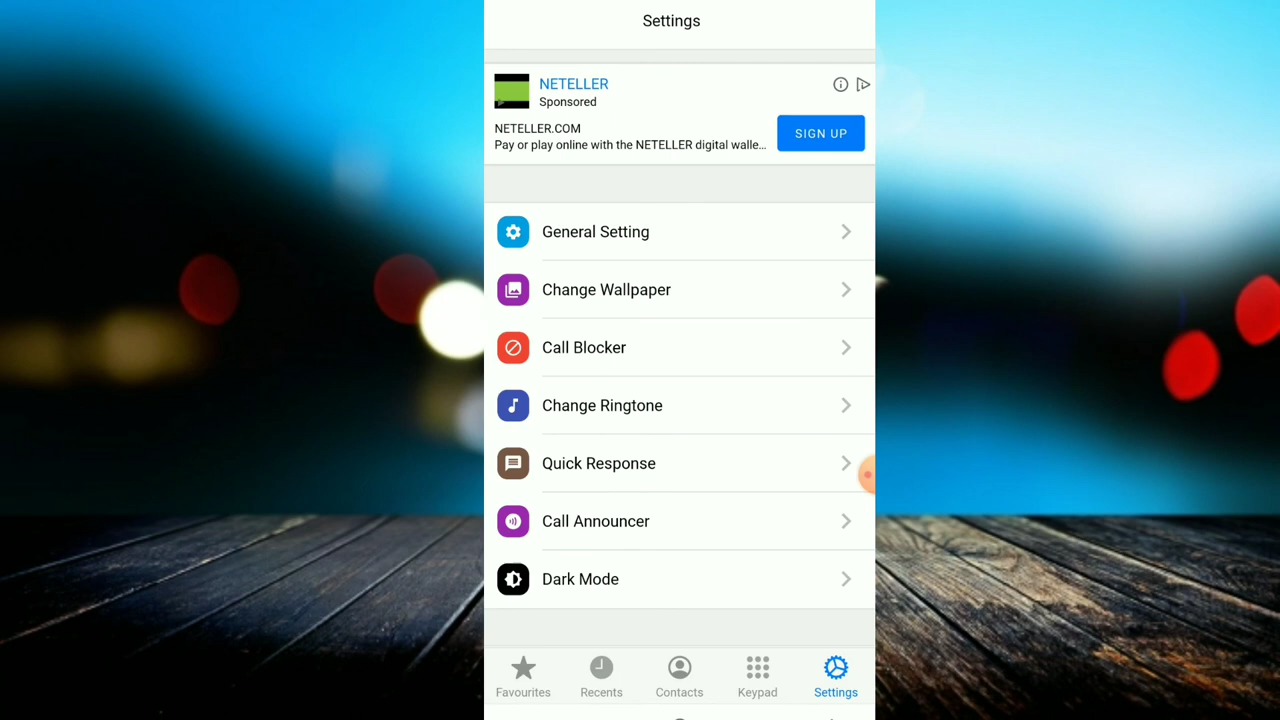 Settings
NETELLER
Sponsored
NETELLER.COM
Pay or play online with the NETELLER digital walle...
SIGN UP
General Setting
Change Wallpaper
Call Blocker
Change Ringtone
Quick Response
Call Announcer
Dark Mode
Favourites
Recents
Contacts
Keypad
Settings